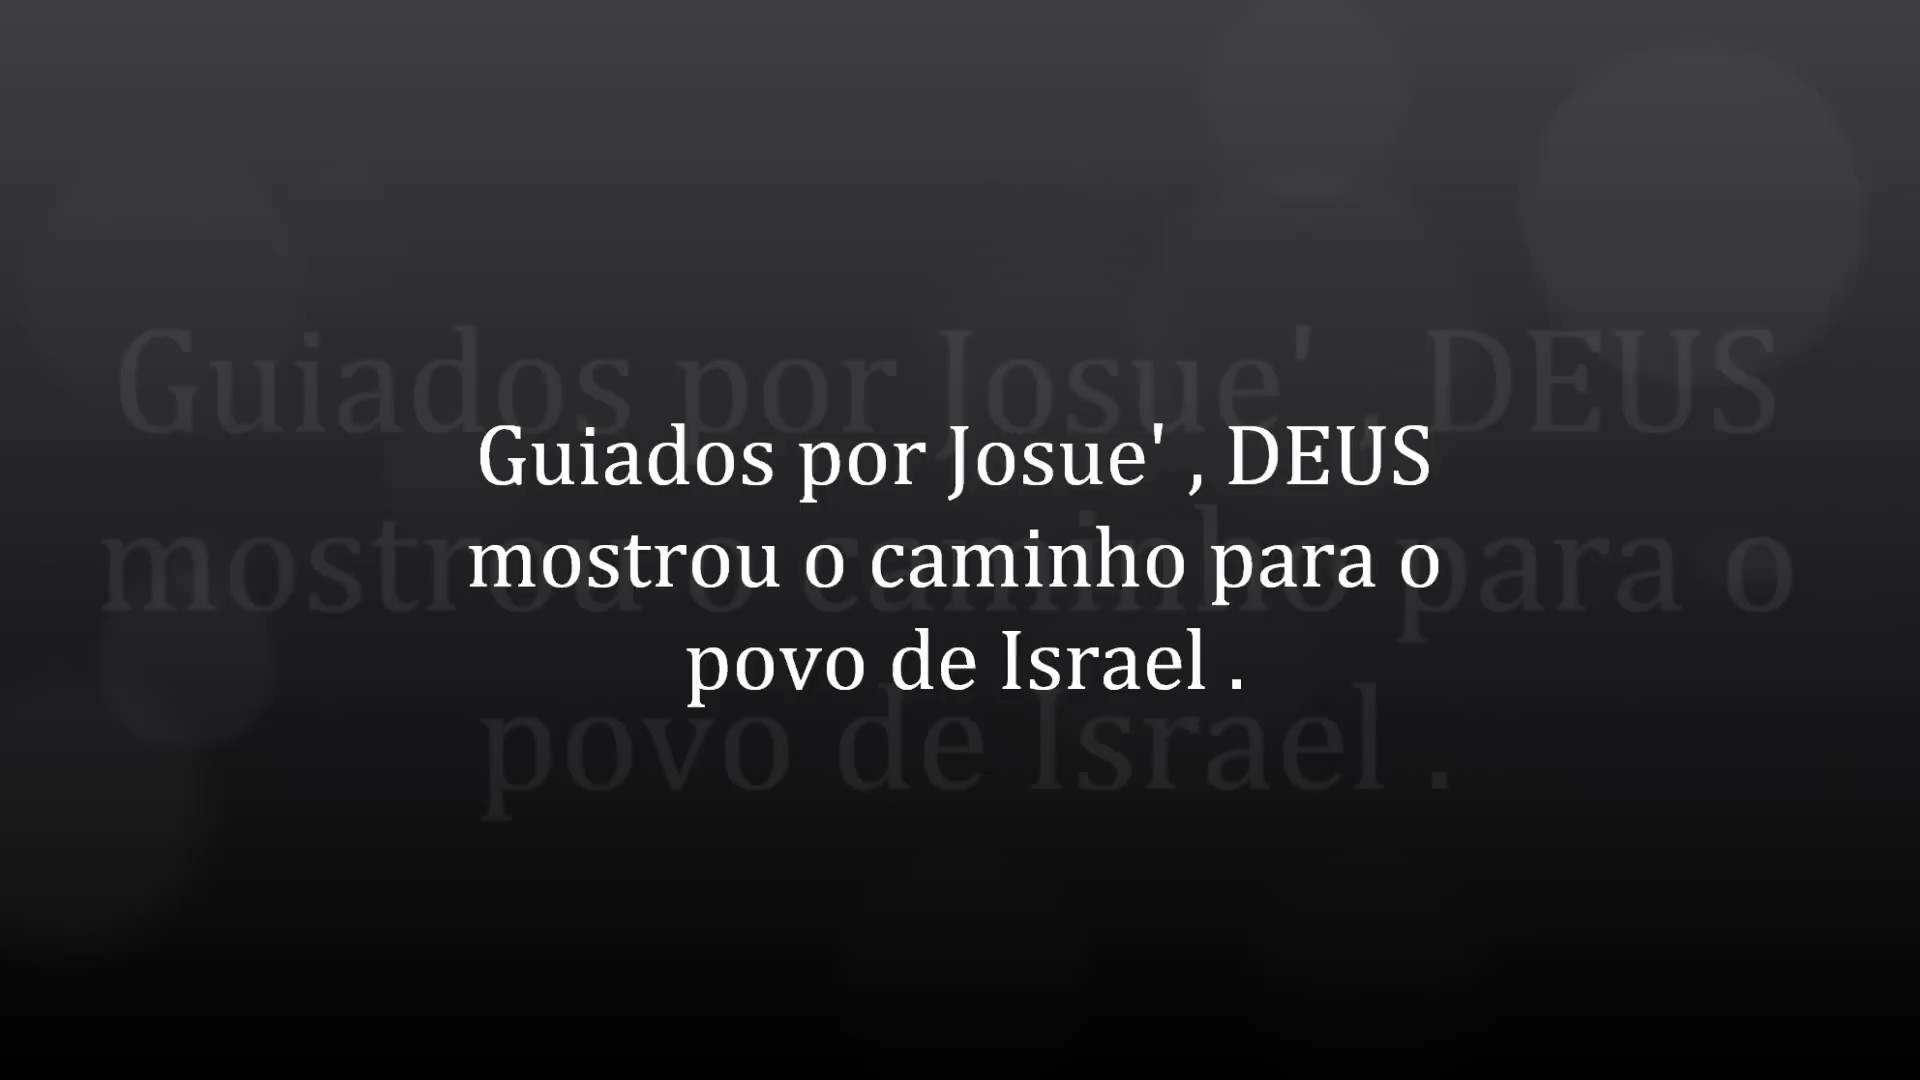 Guiados por Josue' , DEUS
mostrou o caminho para o
povo de Israel .